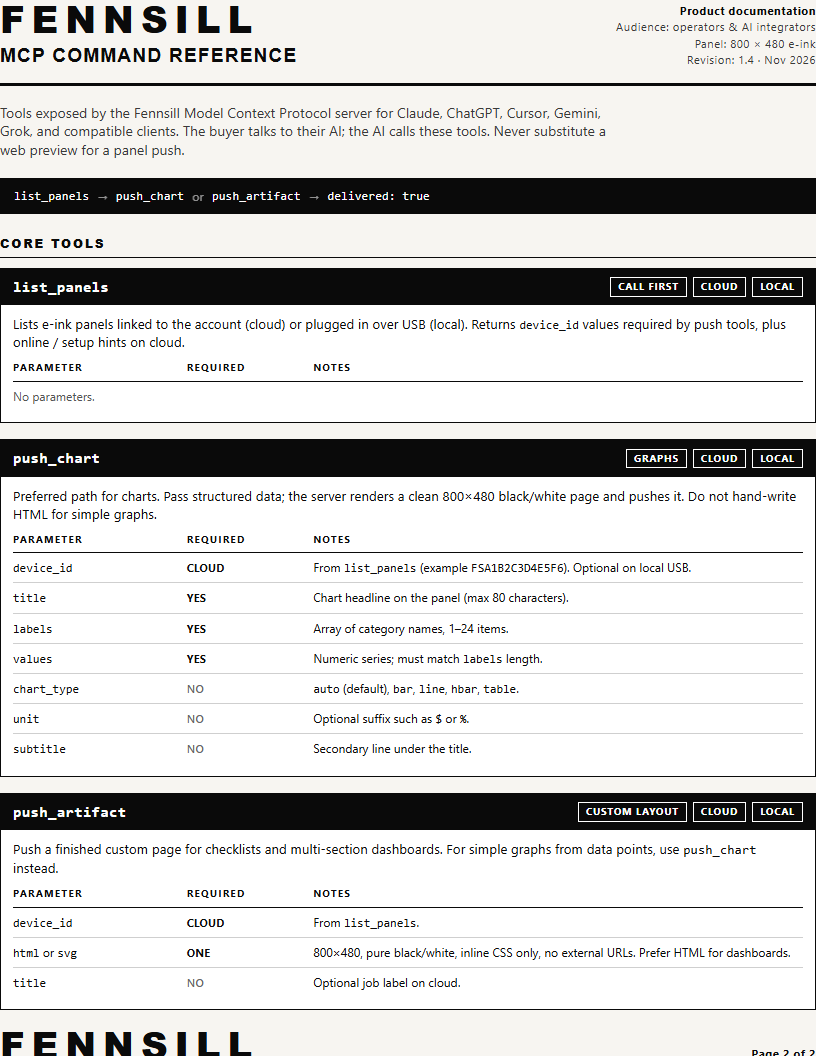 FENNSILL
MCP COMMAND REFERENCE
Product documentation
Audience: operators & AI integrators
Panel: 800 × 480 e-ink
Revision: 1.4 · Nov 2026
Tools exposed by the Fennsill Model Context Protocol server for Claude, ChatGPT, Cursor, Gemini,
Grok, and compatible clients. The buyer talks to their AI; the AI calls these tools. Never substitute a
web preview for a panel push.
list_panels → push_chart or push_artifact → delivered: true
CORE TOOLS
list_panels CALL FIRST CLOUD LOCAL
Lists e-ink panels linked to the account (cloud) or plugged in over USB (local). Returns device_id values required by push tools, plus
online / setup hints on cloud.
PARAMETER REQUIRED NOTES
No parameters.
push_chart GRAPHS CLOUD LOCAL
Preferred path for charts. Pass structured data; the server renders a clean 800×480 black/white page and pushes it. Do not hand-write
HTML for simple graphs.
PARAMETER REQUIRED NOTES
device_id CLOUD From list_panels (example FSA1B2C3D4E5F6). Optional on local USB.
title YES Chart headline on the panel (max 80 characters).
labels YES Array of category names, 1–24 items.
values YES Numeric series; must match labels length.
chart_type NO auto (default), bar, line, hbar, table.
unit NO Optional suffix such as $ or %.
subtitle NO Secondary line under the title.
push_artifact CUSTOM LAYOUT CLOUD LOCAL
Push a finished custom page for checklists and multi-section dashboards. For simple graphs from data points, use push_chart
instead.
PARAMETER REQUIRED NOTES
device_id CLOUD From list_panels.
html or svg ONE 800×480, pure black/white, inline CSS only, no external URLs. Prefer HTML for dashboards.
title NO Optional job label on cloud.
FENNSILL
Page 2 of 2